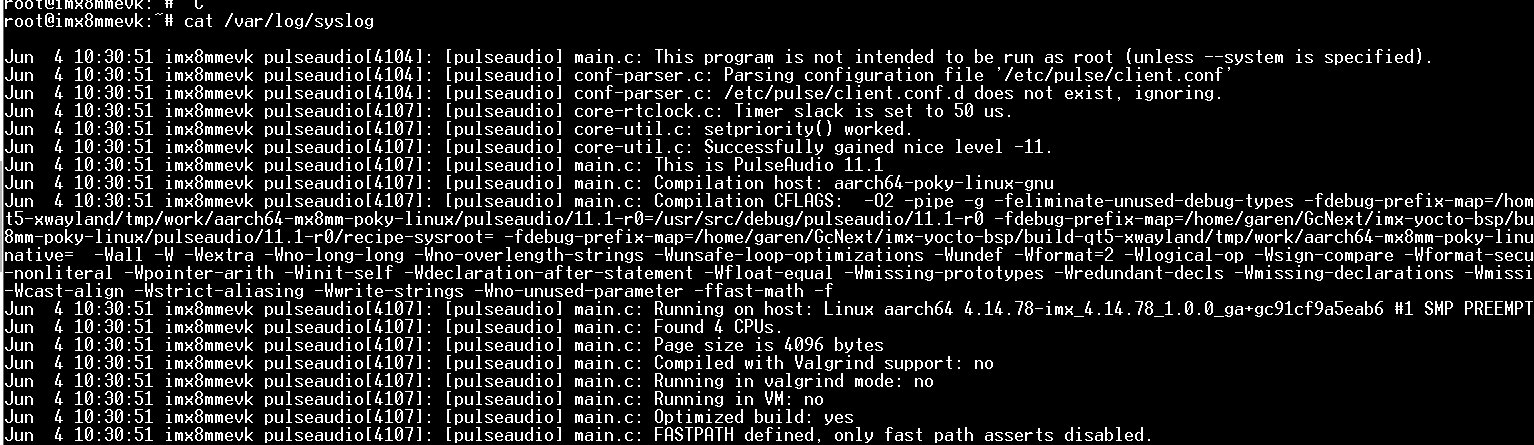 root@imx8mmevk:~# ^C
root@imx8mmevk:~# cat /var/log/syslog
Jun  4 10:30:51 imx8mmevk pulseaudio[4104]: [pulseaudio] main.c: This program is not intended to be run as root (unless --system is specified).
Jun  4 10:30:51 imx8mmevk pulseaudio[4104]: [pulseaudio] conf-parser.c: Parsing configuration file '/etc/pulse/client.conf'
Jun  4 10:30:51 imx8mmevk pulseaudio[4104]: [pulseaudio] conf-parser.c: /etc/pulse/client.conf.d does not exist, ignoring.
Jun  4 10:30:51 imx8mmevk pulseaudio[4107]: [pulseaudio] core-rtclock.c: Timer slack is set to 50 us.
Jun  4 10:30:51 imx8mmevk pulseaudio[4107]: [pulseaudio] core-util.c: setpriority() worked.
Jun  4 10:30:51 imx8mmevk pulseaudio[4107]: [pulseaudio] core-util.c: Successfully gained nice level -11.
Jun  4 10:30:51 imx8mmevk pulseaudio[4107]: [pulseaudio] main.c: This is PulseAudio 11.1
Jun  4 10:30:51 imx8mmevk pulseaudio[4107]: [pulseaudio] main.c: Compilation host: aarch64-poky-linux-gnu
Jun  4 10:30:51 imx8mmevk pulseaudio[4107]: [pulseaudio] main.c: Compilation CFLAGS:  -O2 -pipe -g -feliminate-unused-debug-types -fdebug-prefix-map=/hom
t5-xwayland/tmp/work/aarch64-mx8mm-poky-linux/pulseaudio/11.1-r0=/usr/src/debug/pulseaudio/11.1-r0 -fdebug-prefix-map=/home/garen/GcNext/imx-yocto-bsp/bu
8mm-poky-linux/pulseaudio/11.1-r0/recipe-sysroot= -fdebug-prefix-map=/home/garen/GcNext/imx-yocto-bsp/build-qt5-xwayland/tmp/work/aarch64-mx8mm-poky-linu
native=  -Wall -W -Wextra -Wno-long-long -Wno-overlength-strings -Wunsafe-loop-optimizations -Wundef -Wformat=2 -Wlogical-op -Wsign-compare -Wformat-secu
-nonliteral -Wpointer-arith -Winit-self -Wdeclaration-after-statement -Wfloat-equal -Wmissing-prototypes -Wredundant-decls -Wmissing-declarations -Wmissi
-Wcast-align -Wstrict-aliasing -Wwrite-strings -Wno-unused-parameter -ffast-math -f
Jun  4 10:30:51 imx8mmevk pulseaudio[4107]: [pulseaudio] main.c: Running on host: Linux aarch64 4.14.78-imx_4.14.78_1.0.0_ga+gc91cf9a5eab6 #1 SMP PREEMPT
Jun  4 10:30:51 imx8mmevk pulseaudio[4107]: [pulseaudio] main.c: Found 4 CPUs.
Jun  4 10:30:51 imx8mmevk pulseaudio[4107]: [pulseaudio] main.c: Page size is 4096 bytes
Jun  4 10:30:51 imx8mmevk pulseaudio[4107]: [pulseaudio] main.c: Compiled with Valgrind support: no
Jun  4 10:30:51 imx8mmevk pulseaudio[4107]: [pulseaudio] main.c: Running in valgrind mode: no
Jun  4 10:30:51 imx8mmevk pulseaudio[4107]: [pulseaudio] main.c: Running in VM: no
Jun  4 10:30:51 imx8mmevk pulseaudio[4107]: [pulseaudio] main.c: Optimized build: yes
Jun  4 10:30:51 imx8mmevk pulseaudio[4107]: [pulseaudio] main.c: FASTPATH defined, only fast path asserts disabled.